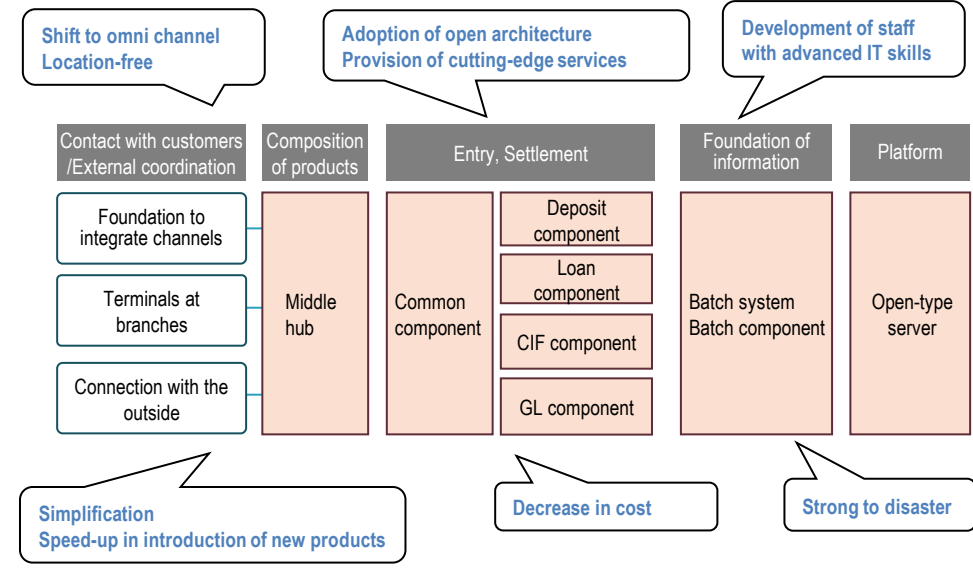 Shift to omni channel
Location-free
Adoption of open architecture
Provision of cutting-edge services
Development of staff
with advanced IT skills
Contact with customers
/External coordination
Composition
of products
Entry, Settlement
Foundation of
information
Platform
Foundation to
integrate channels
Terminals at
branches
Connection with the
outside
Middle
hub
Common
component
Deposit
component
Loan
component
CIF component
GL component
Batch system
Batch component
Open-type
server
Simplification
Speed-up in introduction of new products
Decrease in cost
Strong to disaster